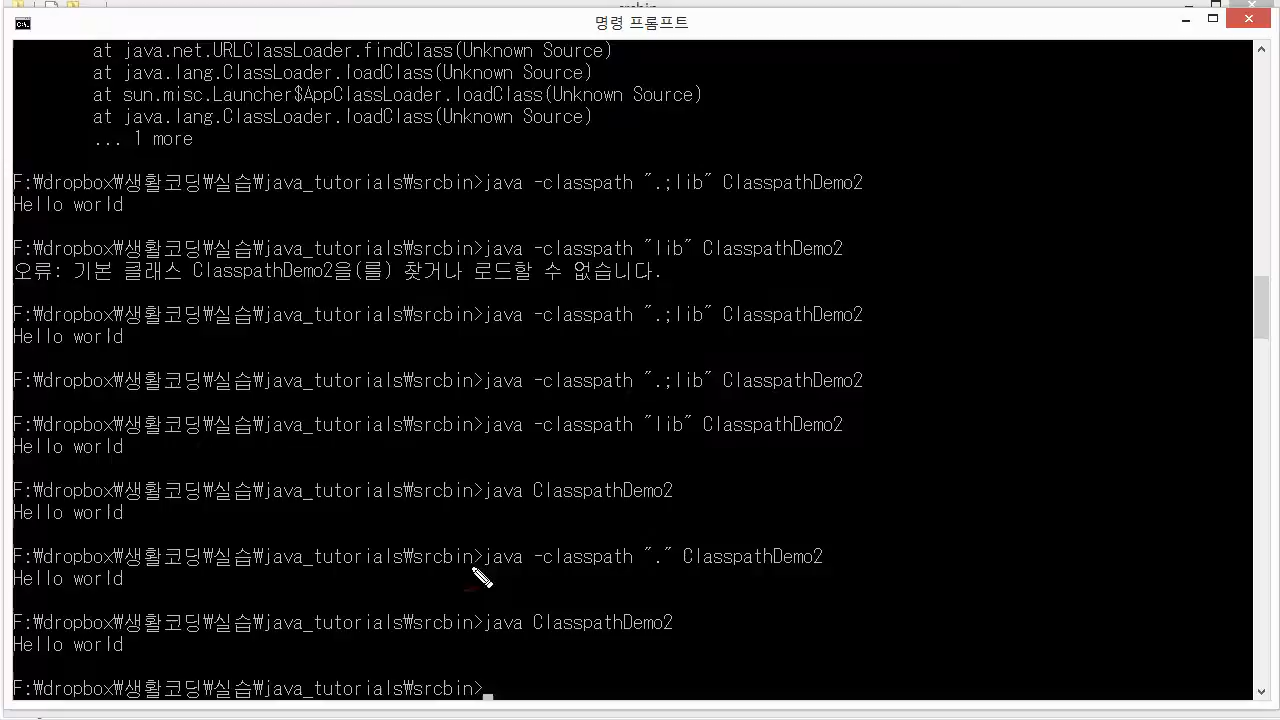 명령 프롬프트
at java.net.URLClassLoader.findClass(Unknown Source)
at java.lang.ClassLoader.loadClass(Unknown Source)
at sun.misc.Launcher$AppClassLoader.loadClass(Unknown Source)
at java.lang.ClassLoader.loadClass(Unknown Source)
... 1 more
F:₩dropbox₩생활코딩₩실습₩java_tutorials₩srcbin>java -classpath ".;lib" ClasspathDemo2
Hello world
F:₩dropbox₩생활코딩₩실습₩java_tutorials₩srcbin>java -classpath "lib" ClasspathDemo2
오류: 기본 클래스 ClasspathDemo2을(를) 찾거나 로드할 수 없습니다.
F:₩dropbox₩생활코딩₩실습₩java_tutorials₩srcbin>java -classpath ".;lib" ClasspathDemo2
Hello world
F:₩dropbox₩생활코딩₩실습₩java_tutorials₩srcbin>java -classpath ".;lib" ClasspathDemo2
F:₩dropbox₩생활코딩₩실습₩java_tutorials₩srcbin>java -classpath "lib" ClasspathDemo2
Hello world
F:₩dropbox₩생활코딩₩실습₩java_tutorials₩srcbin>java ClasspathDemo2
Hello world
F:₩dropbox₩생활코딩₩실습₩java_tutorials₩srcbin>java -classpath "." ClasspathDemo2
Hello world
F:₩dropbox₩생활코딩₩실습₩java_tutorials₩srcbin>java ClasspathDemo2
Hello world
F:₩dropbox₩생활코딩₩실습₩java_tutorials₩srcbin>